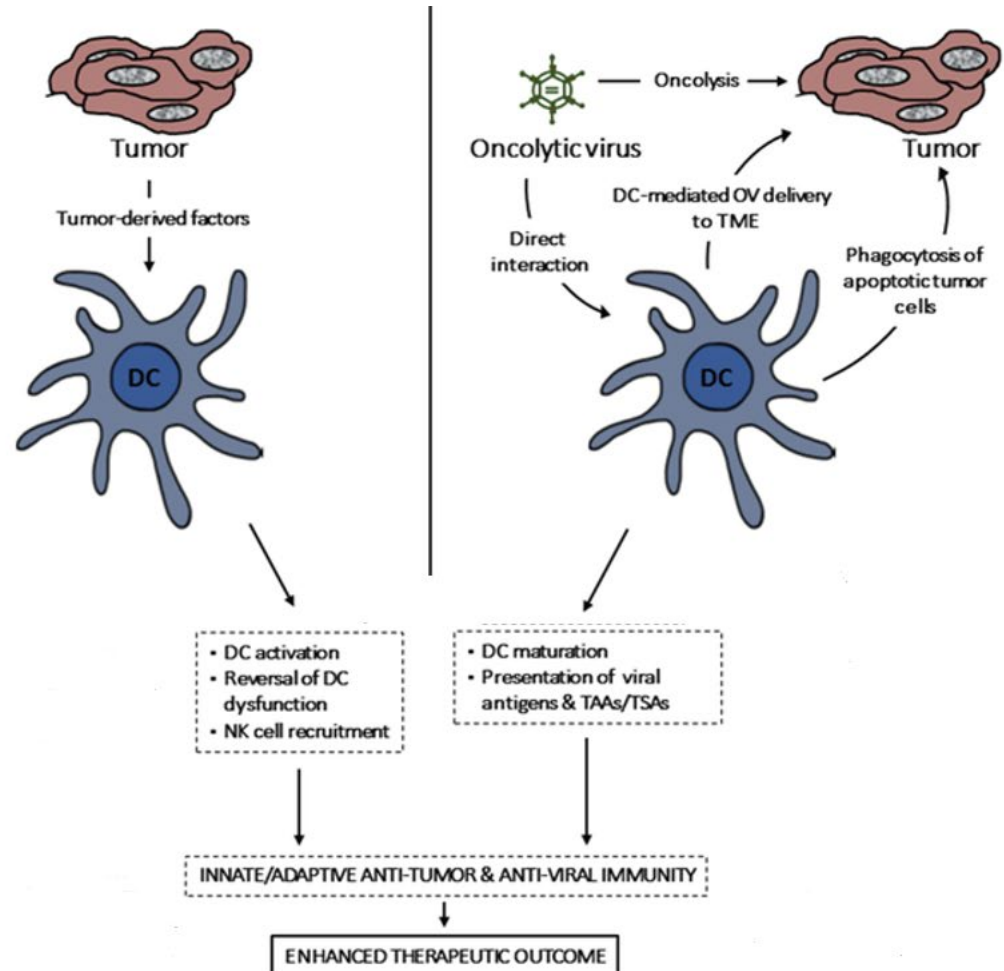 Tumor
Tumor-derived factors
DC
Oncolytic virus
Oncolysis
Tumor
Direct
interaction
DC-mediated OV delivery
to TME
Phagocytosis of
apoptotic tumor
cells
DC
• DC activation
• Reversal of DC
dysfunction
• NK cell recruitment
• DC maturation
• Presentation of viral
antigens & TAAs/TSAs
INNATE/ADAPTIVE ANTI-TUMOR & ANTI-VIRAL IMMUNITY
ENHANCED THERAPEUTIC OUTCOME